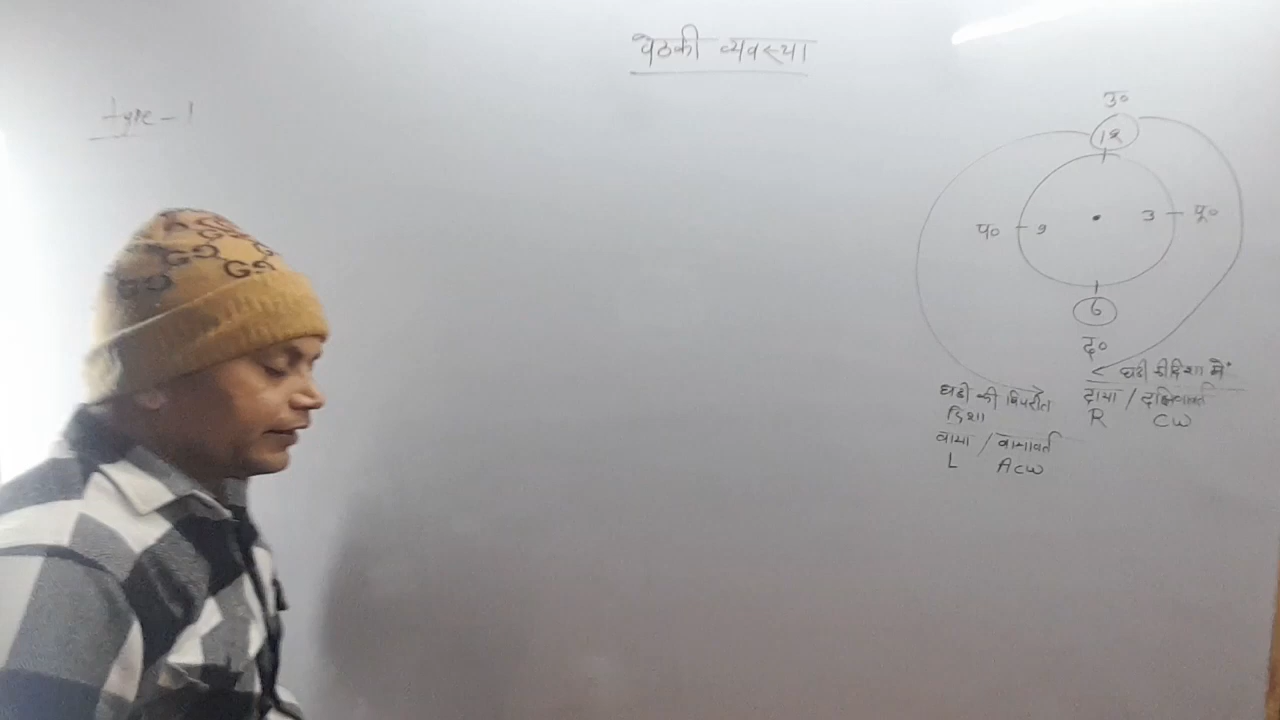 बैठकी व्यवस्था
type-1
उ०
12
प० 9
3 पू०
6
द०
घडी की दिशा में
दाया / दक्षिणावर्त
R CW
घडी की विपरीत
दिशा
वाया / वामावर्त
L ACW